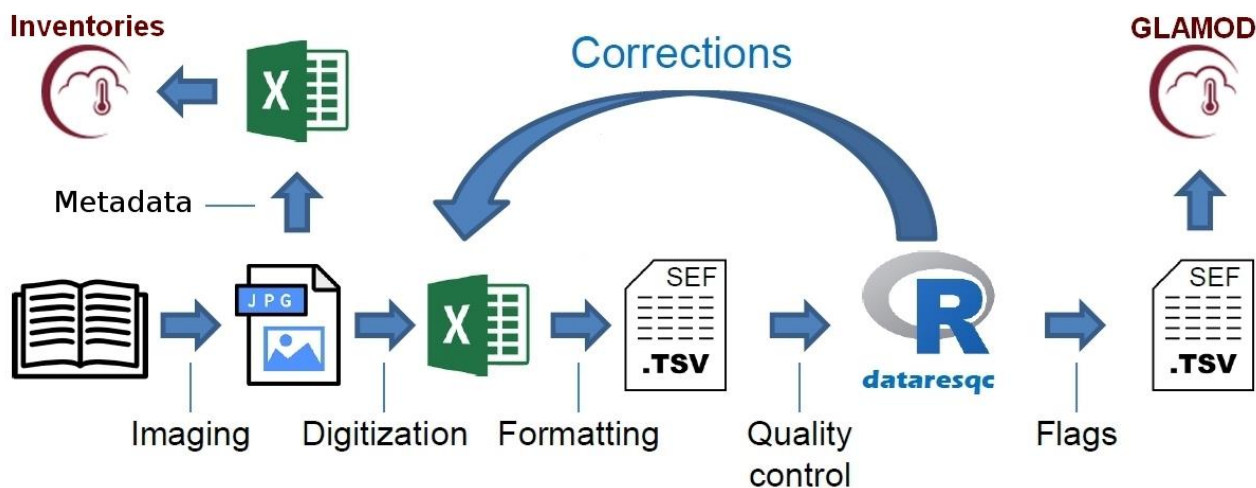 Inventories
GLAMOD
Corrections
X
Metadata
JPG
X
SEF
.TSV
R
dataresqc
SEF
.TSV
Imaging
Digitization
Formatting
Quality
control
Flags